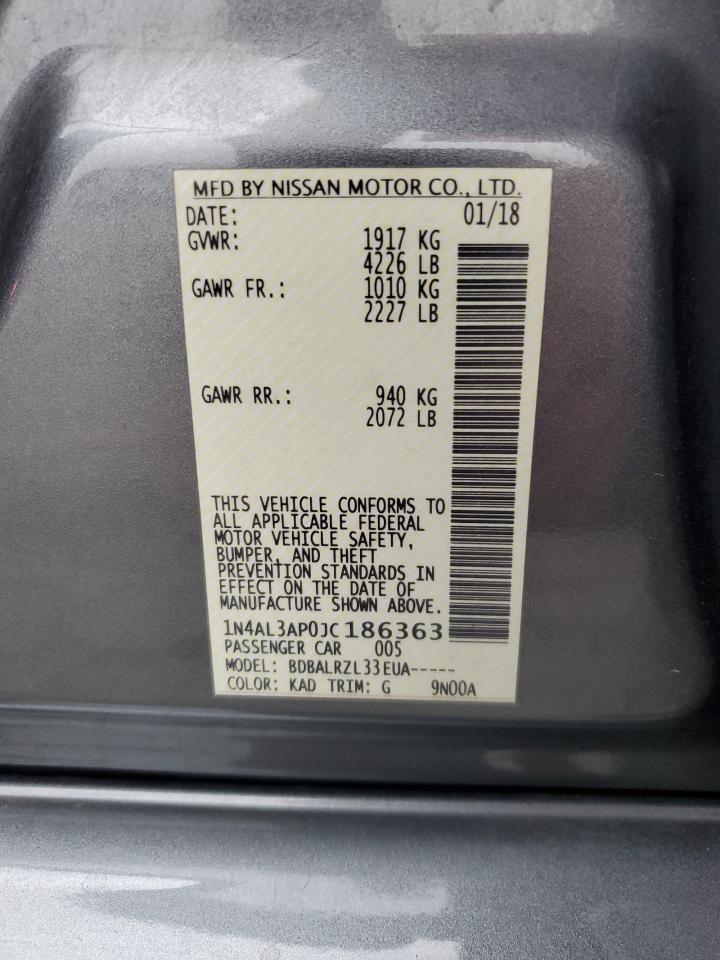 MFD BY NISSAN MOTOR CO., LTD.
DATE: 01/18
GVWR: 1917 KG
4226 LB
GAWR FR.: 1010 KG
2227 LB
GAWR RR.: 940 KG
2072 LB
THIS VEHICLE CONFORMS TO
ALL APPLICABLE FEDERAL
MOTOR VEHICLE SAFETY,
BUMPER, AND THEFT
PREVENTION STANDARDS IN
EFFECT ON THE DATE OF
MANUFACTURE SHOWN ABOVE.
1N4AL3AP0JC186363
PASSENGER CAR 005
MODEL: BDBALRZL33EUA-----
COLOR: KAD TRIM: G 9N00A